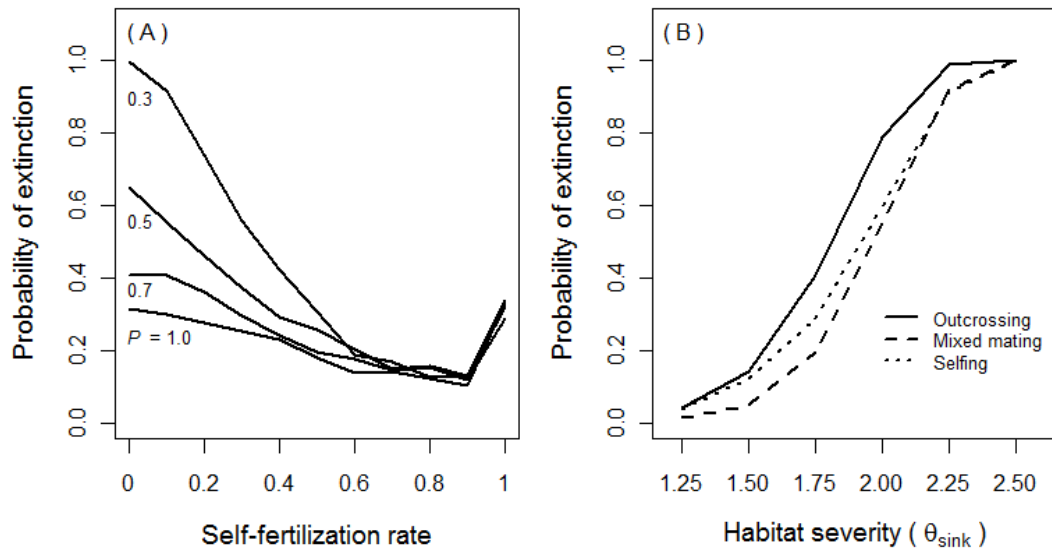 ( A )
Probability of extinction
1.0
0.8
0.6
0.4
0.2
0.0
0.3
0.5
0.7
P = 1.0
0 0.2 0.4 0.6 0.8 1
Self-fertilization rate
( B )
Probability of extinction
1.0
0.8
0.6
0.4
0.2
0.0
Outcrossing
Mixed mating
Selfing
1.25 1.50 1.75 2.00 2.25 2.50
Habitat severity ( θsink )